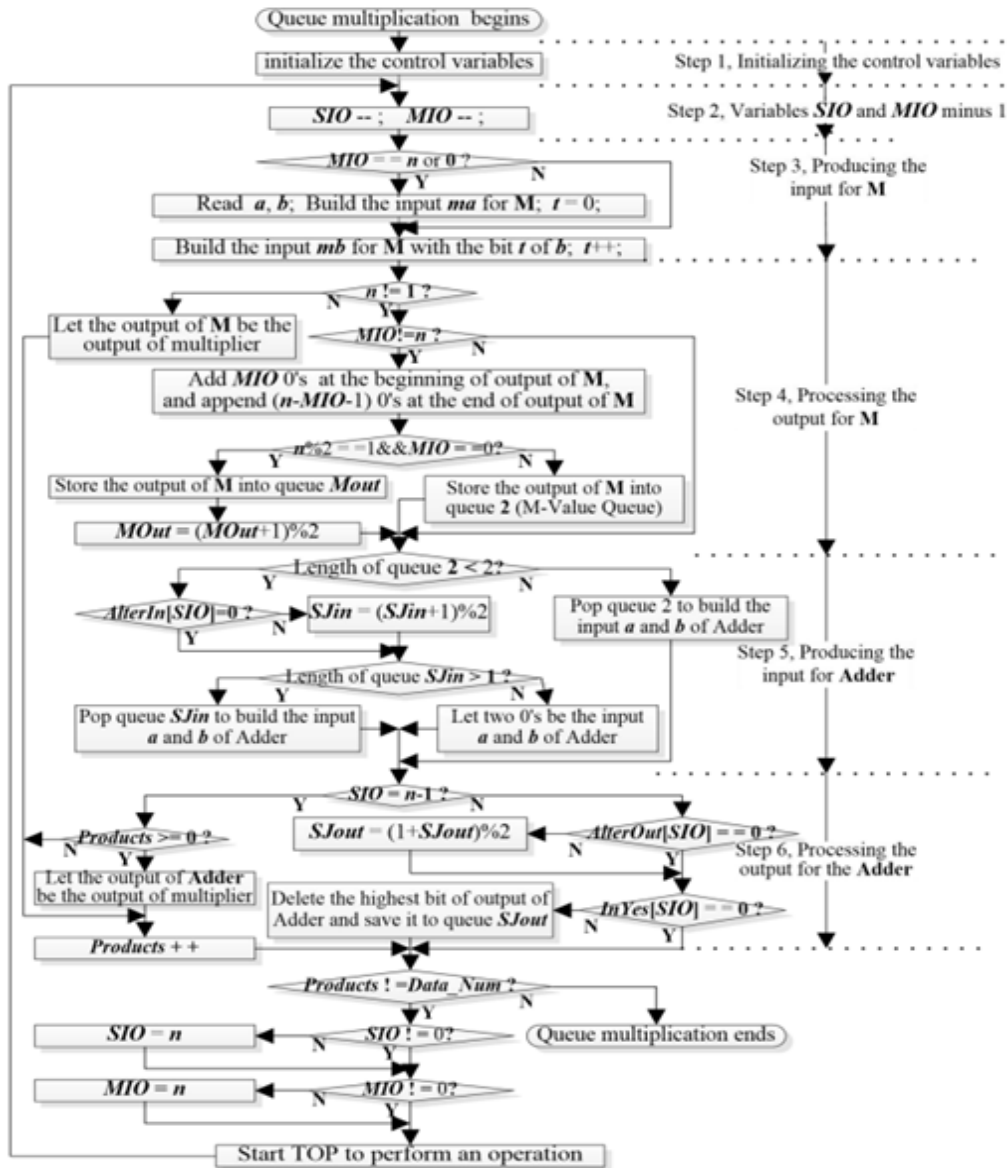 Queue multiplication begins
initialize the control variables
Step 1, Initializing the control variables
SIO -- ; MIO -- ;
Step 2, Variables SIO and MIO minus 1
MIO = = n or 0 ?
Y
N
Step 3, Producing the
input for M
Read a, b; Build the input ma for M; t = 0;
Build the input mb for M with the bit t of b; t++;
n != 1 ?
N
Y
Let the output of M be the
output of multiplier
MIO!=n ?
Y
N
Add MIO 0's at the beginning of output of M,
and append (n-MIO-1) 0's at the end of output of M
Step 4, Processing the
output for M
n%2 = =1&&MIO = =0?
Y
N
Store the output of M into queue Mout
Store the output of M into
queue 2 (M-Value Queue)
MOut = (MOut+1)%2
Length of queue 2 < 2?
Y
N
AlterIn[SIO]=0 ?
Y
N
SJin = (SJin+1)%2
Pop queue 2 to build the
input a and b of Adder
Step 5, Producing the
input for Adder
Length of queue SJin > 1 ?
Y
N
Pop queue SJin to build the input
a and b of Adder
Let two 0's be the input
a and b of Adder
SIO = n-1 ?
Y
N
Products >= 0 ?
N
Y
SJout = (1+SJout)%2
AlterOut[SIO] = = 0 ?
N
Y
Step 6, Processing the
output for the Adder
Let the output of Adder
be the output of multiplier
Delete the highest bit of output of
Adder and save it to queue SJout
InYes[SIO] = = 0 ?
N
Y
Products + +
Products ! =Data_Num ?
Y
N
SIO = n
SIO ! = 0?
N
Y
Queue multiplication ends
MIO = n
MIO ! = 0?
N
Y
Start TOP to perform an operation